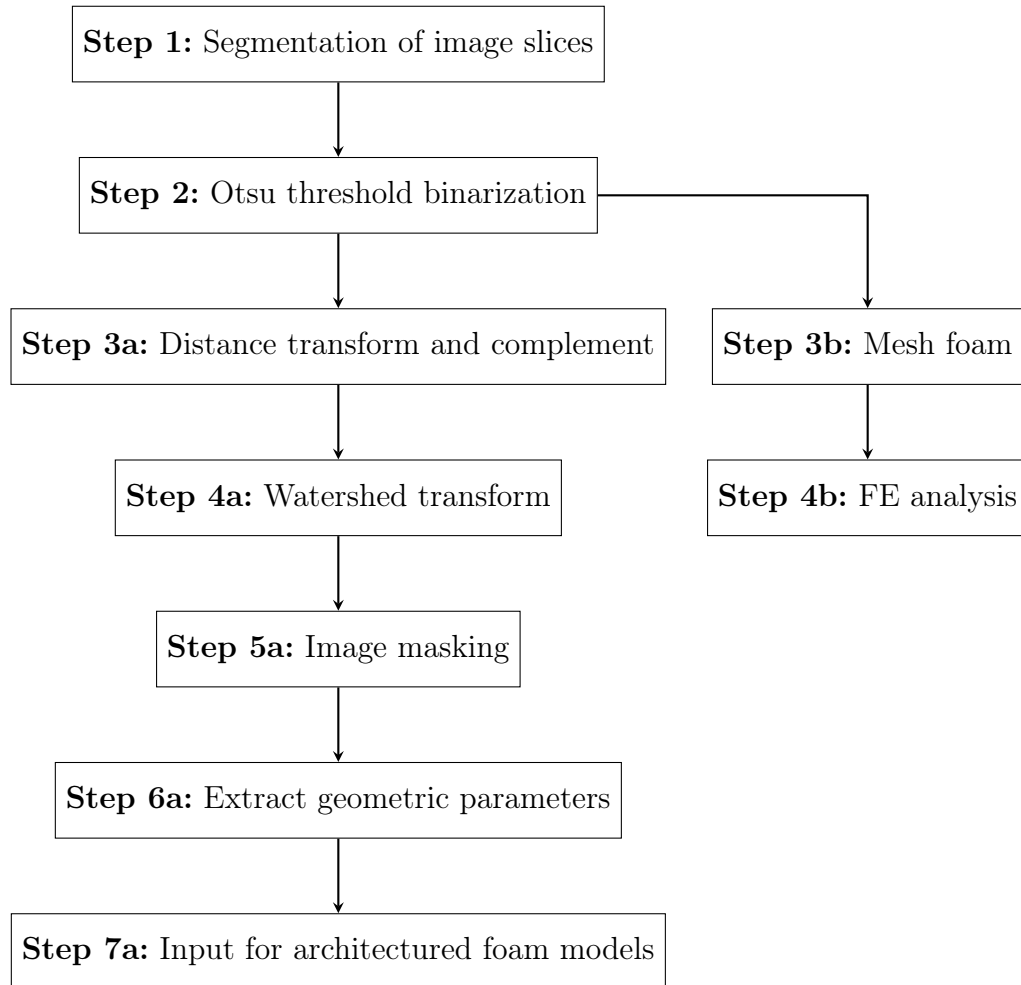 Step 1: Segmentation of image slices
Step 2: Otsu threshold binarization
Step 3a: Distance transform and complement
Step 3b: Mesh foam
Step 4a: Watershed transform
Step 4b: FE analysis
Step 5a: Image masking
Step 6a: Extract geometric parameters
Step 7a: Input for architectured foam models